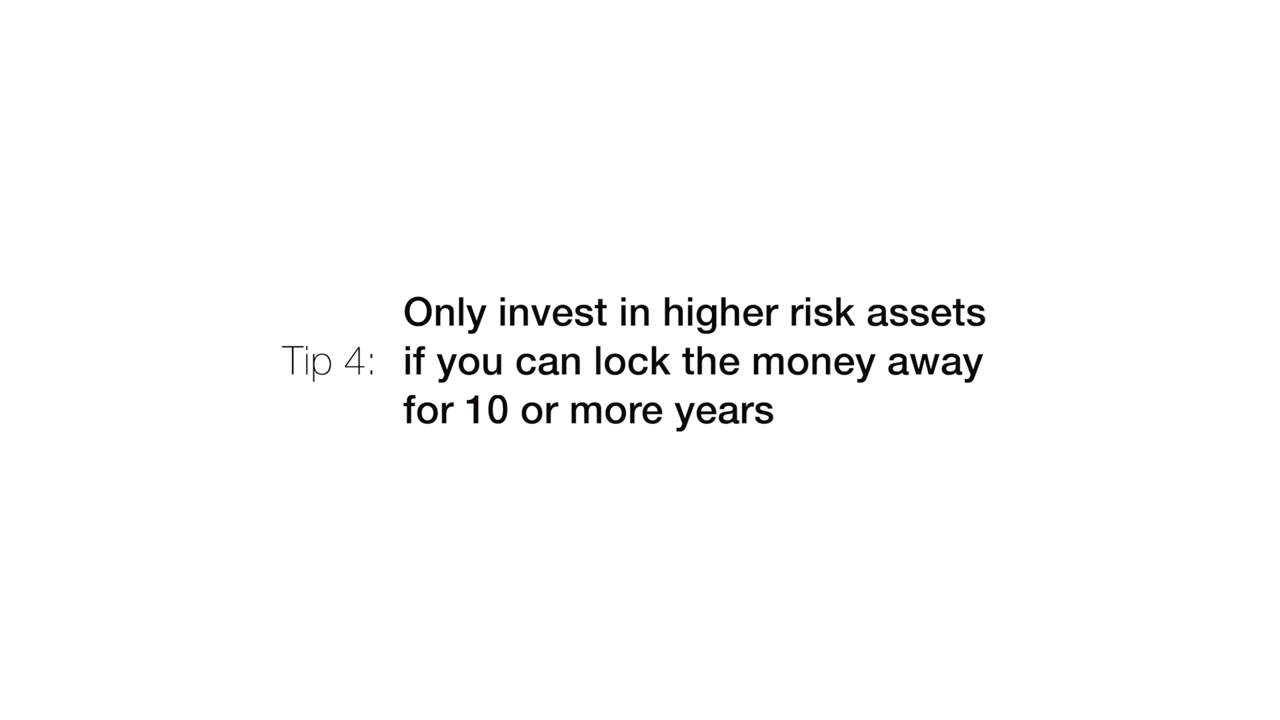 Only invest in higher risk assets
Tip 4: if you can lock the money away
for 10 or more years